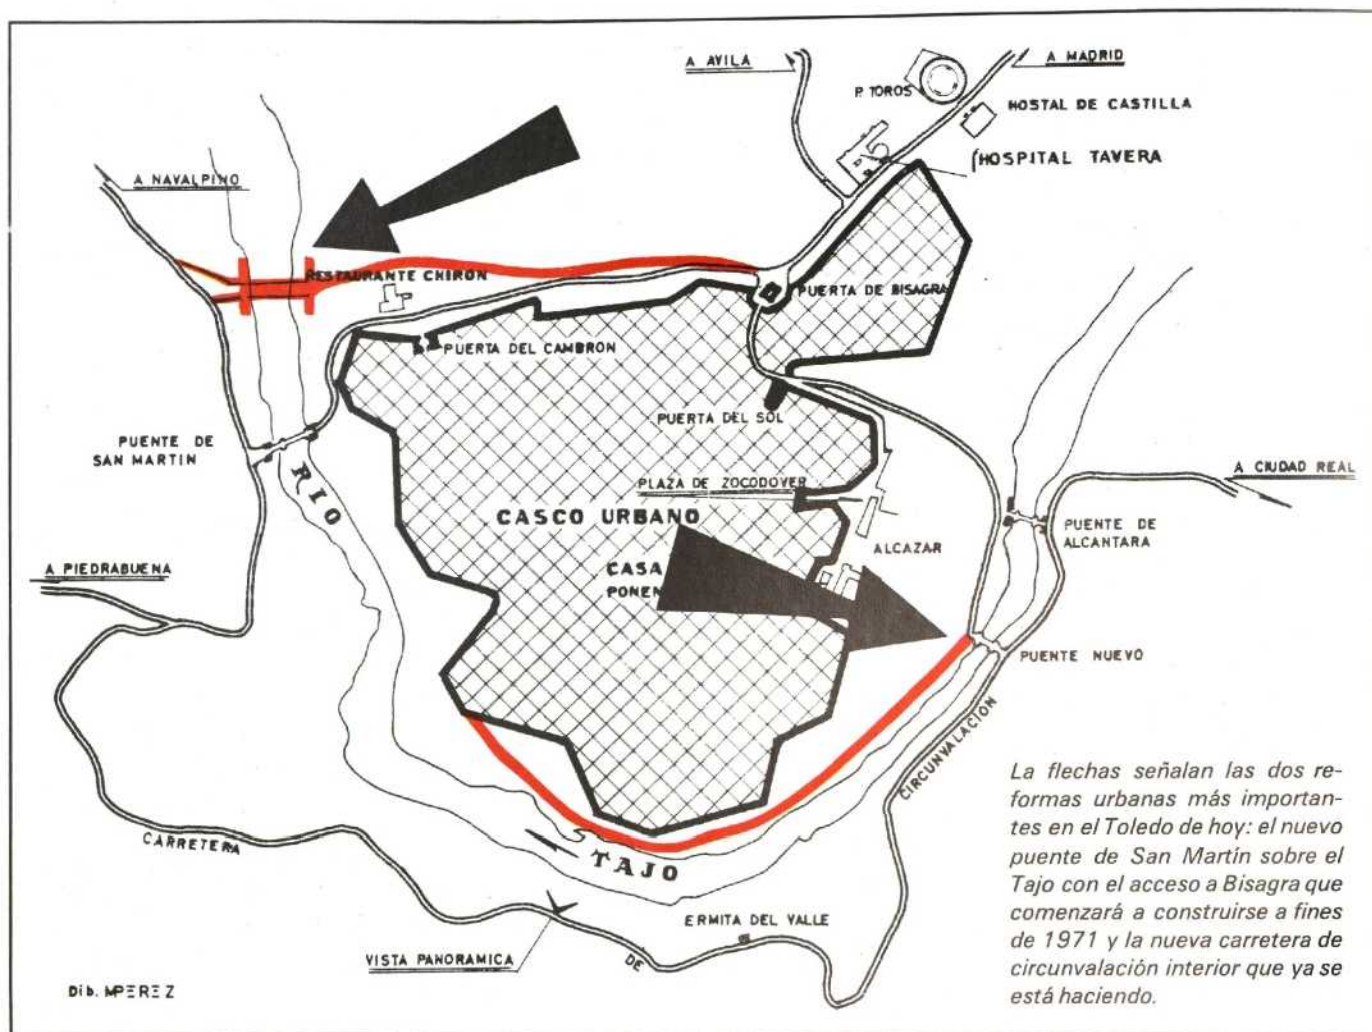 A AVILA
A MADRID
P. TOROS
HOSTAL DE CASTILLA
HOSPITAL TAVERA
A NAVALPINO
RESTAURANTE CHIRON
PUERTA DE BISAGRA
PUERTA DEL CAMBRON
PUERTA DEL SOL
PUENTE DE
SAN MARTIN
RIO
PLAZA DE ZOCODOVER
A CIUDAD REAL
CASCO URBANO
PUENTE DE
ALCANTARA
ALCAZAR
CASA
A PIEDRABUENA
PUENTE NUEVO
CARRETERA
DE
CIRCUNVALACION
TAJO
ERMITA DEL VALLE
VISTA PANORAMICA
Dib. MPEREZ
La flechas señalan las dos re-
formas urbanas más importan-
tes en el Toledo de hoy: el nuevo
puente de San Martín sobre el
Tajo con el acceso a Bisagra que
comenzará a construirse a fines
de 1971 y la nueva carretera de
circunvalación interior que ya se
está haciendo.